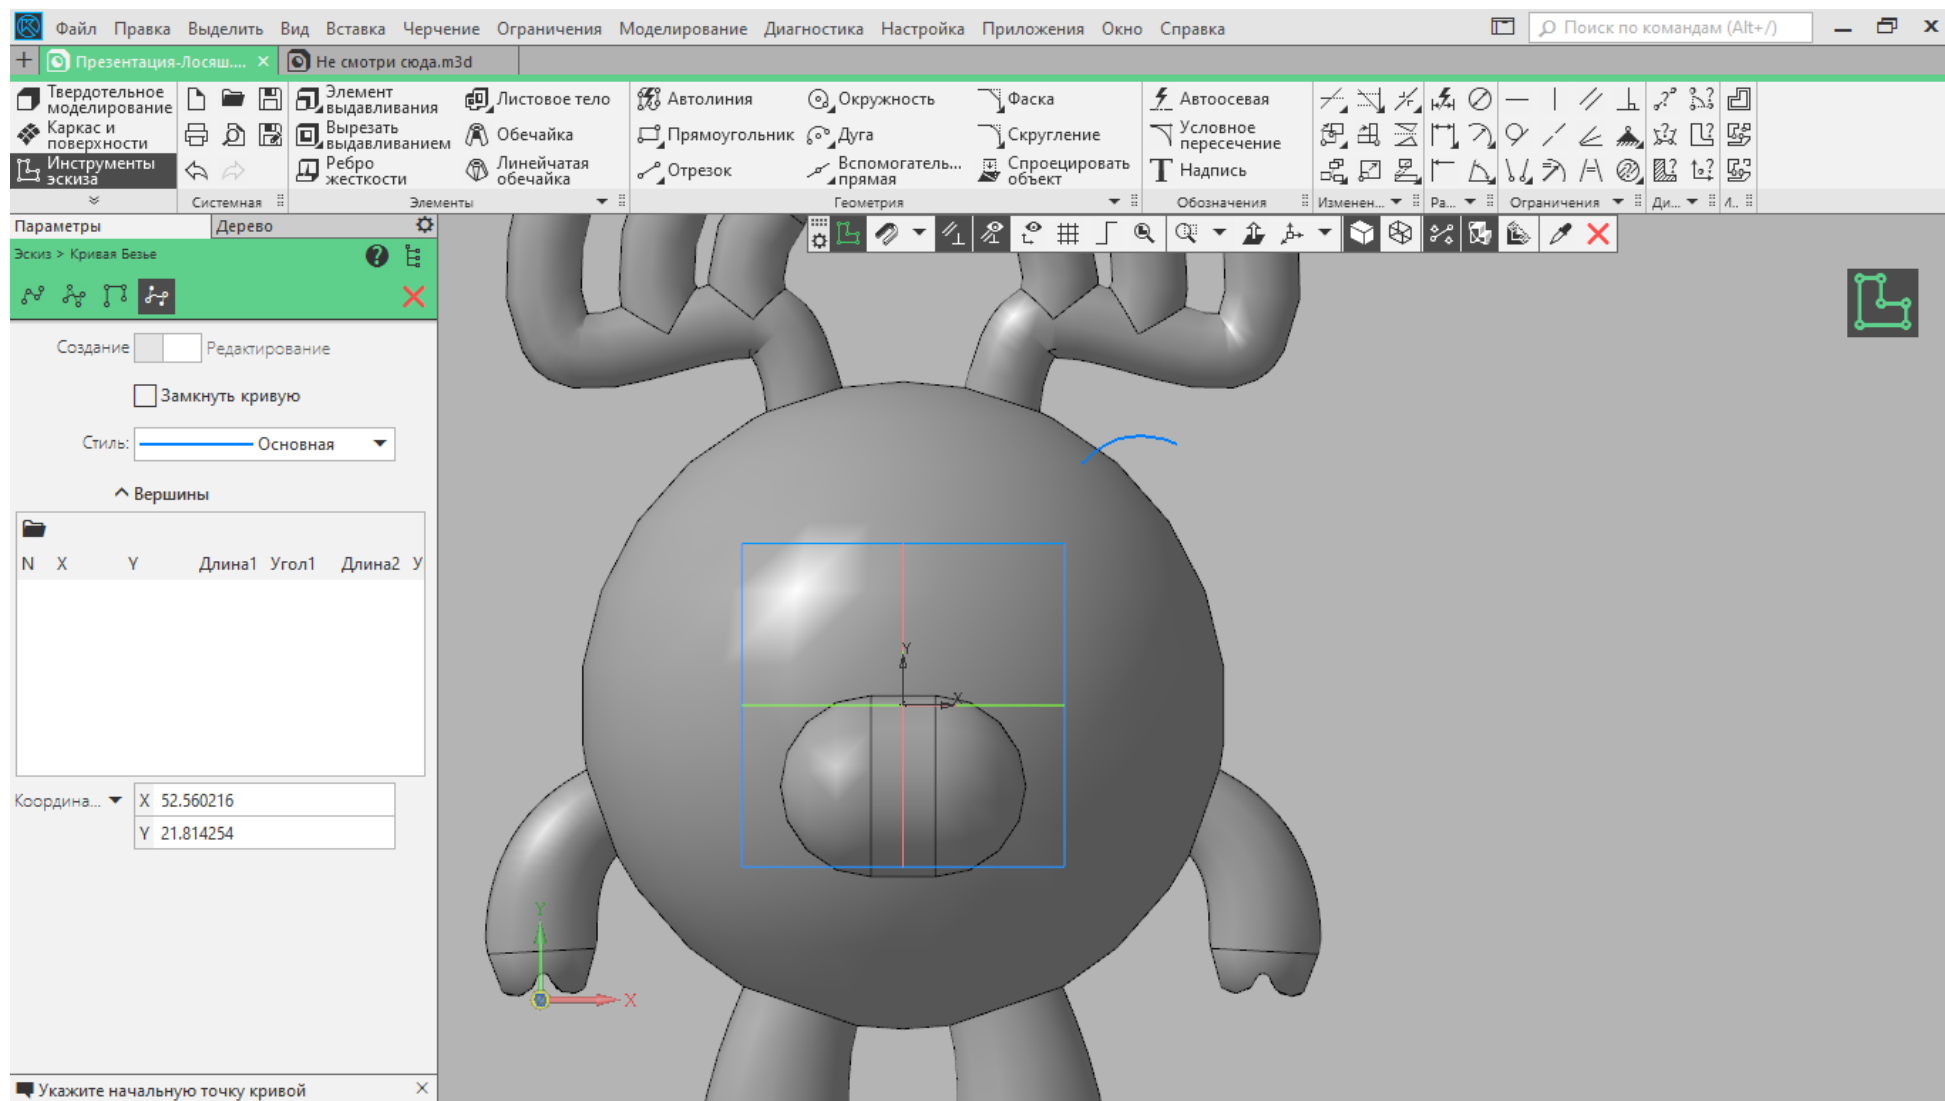 Файл Правка Выделить Вид Вставка Черчение Ограничения Моделирование Диагностика Настройка Приложения Окно Справка Поиск по командам (Alt+/)
Презентация-Лосяш.... Не смотри сюда.m3d
Твердотельное моделирование
Каркас и поверхности
Инструменты эскиза
Системная
Элемент выдавливания
Вырезать выдавливанием
Ребро жесткости
Листовое тело
Обечайка
Линейчатая обечайка
Элементы
Автолиния
Прямоугольник
Отрезок
Окружность
Дуга
Вспомогатель... прямая
Фаска
Скругление
Спроецировать объект
Геометрия
Автоосевая
Условное пересечение
Надпись
Обозначения
Изменен...
Ра...
Ограничения
Ди...
И..
Параметры Дерево
Эскиз > Кривая Безье
Создание Редактирование
Замкнуть кривую
Стиль: Основная
Вершины
N X Y Длина1 Угол1 Длина2 У
Координа... X 52.560216
Y 21.814254
Укажите начальную точку кривой
Y
X
Y
X